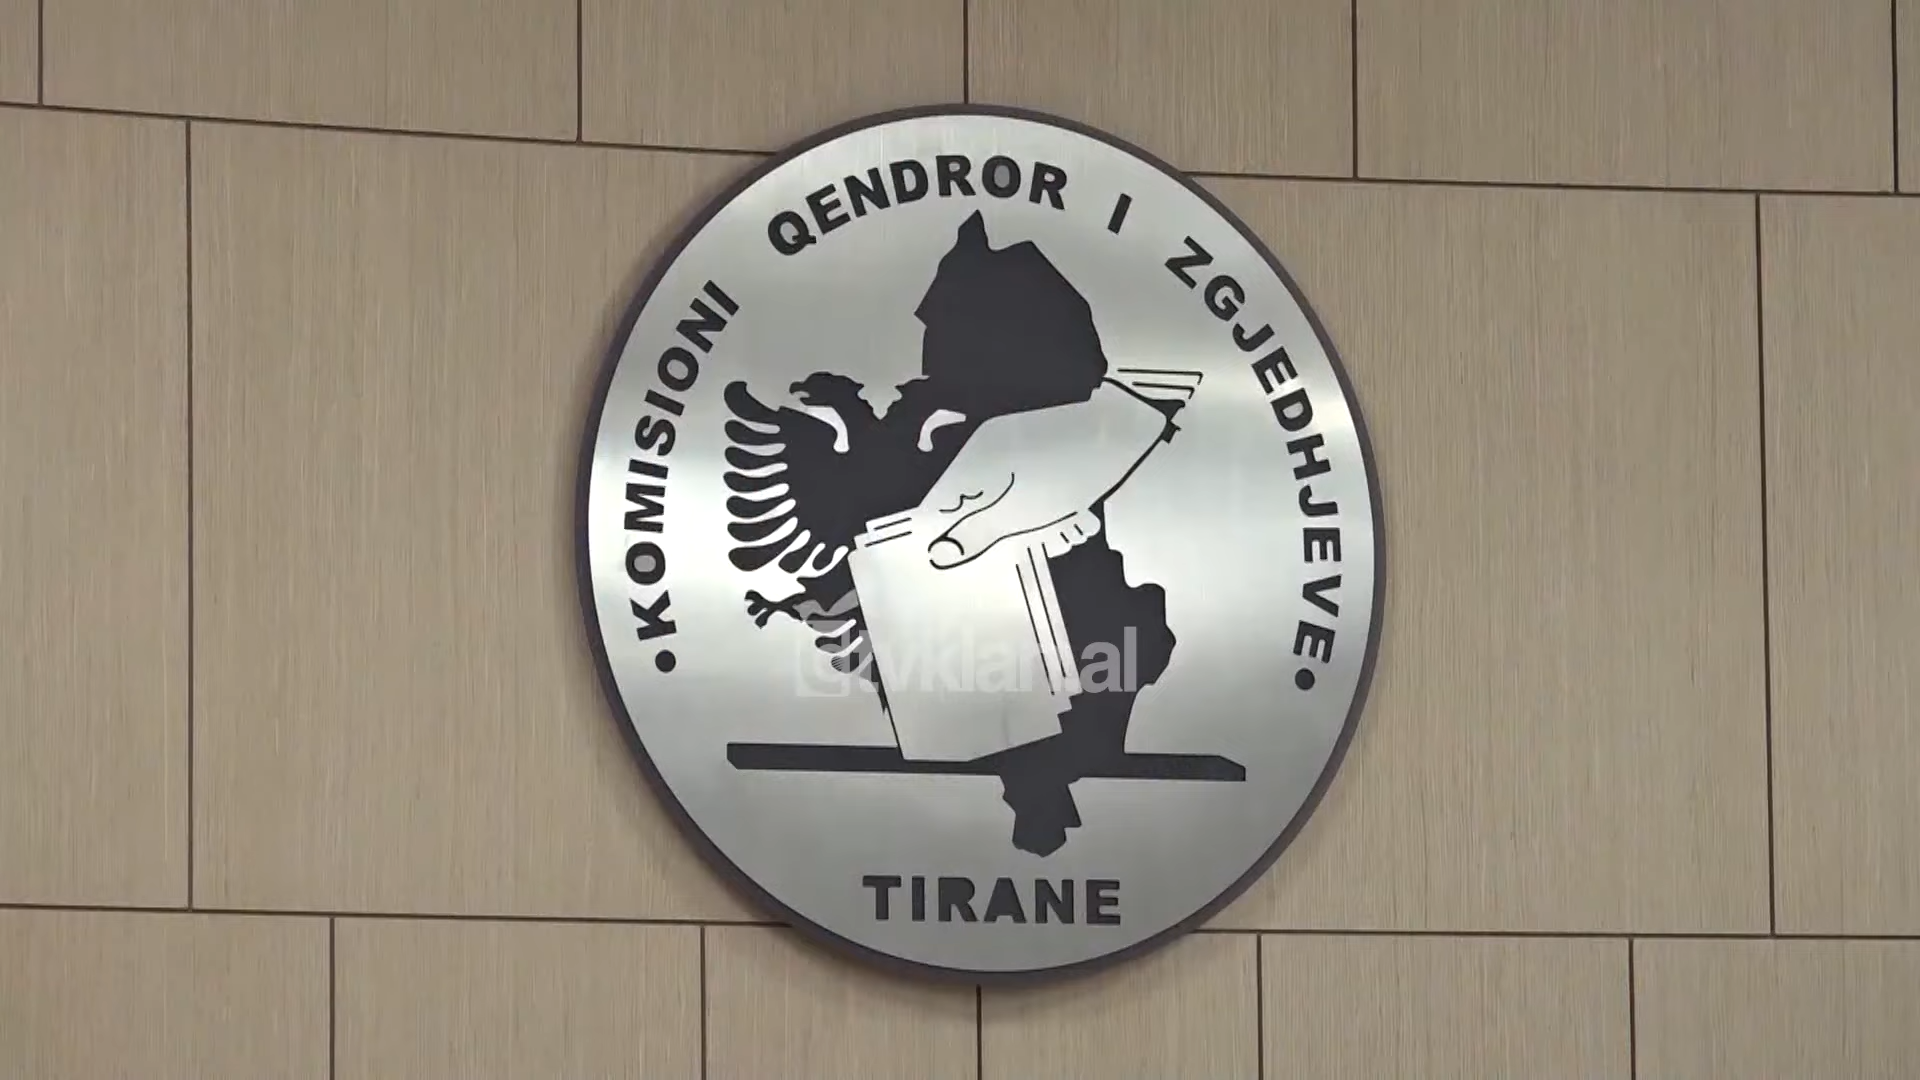 • KOMISIONI QENDROR I ZGJEDHJEVE •
tvklan.al
TIRANE